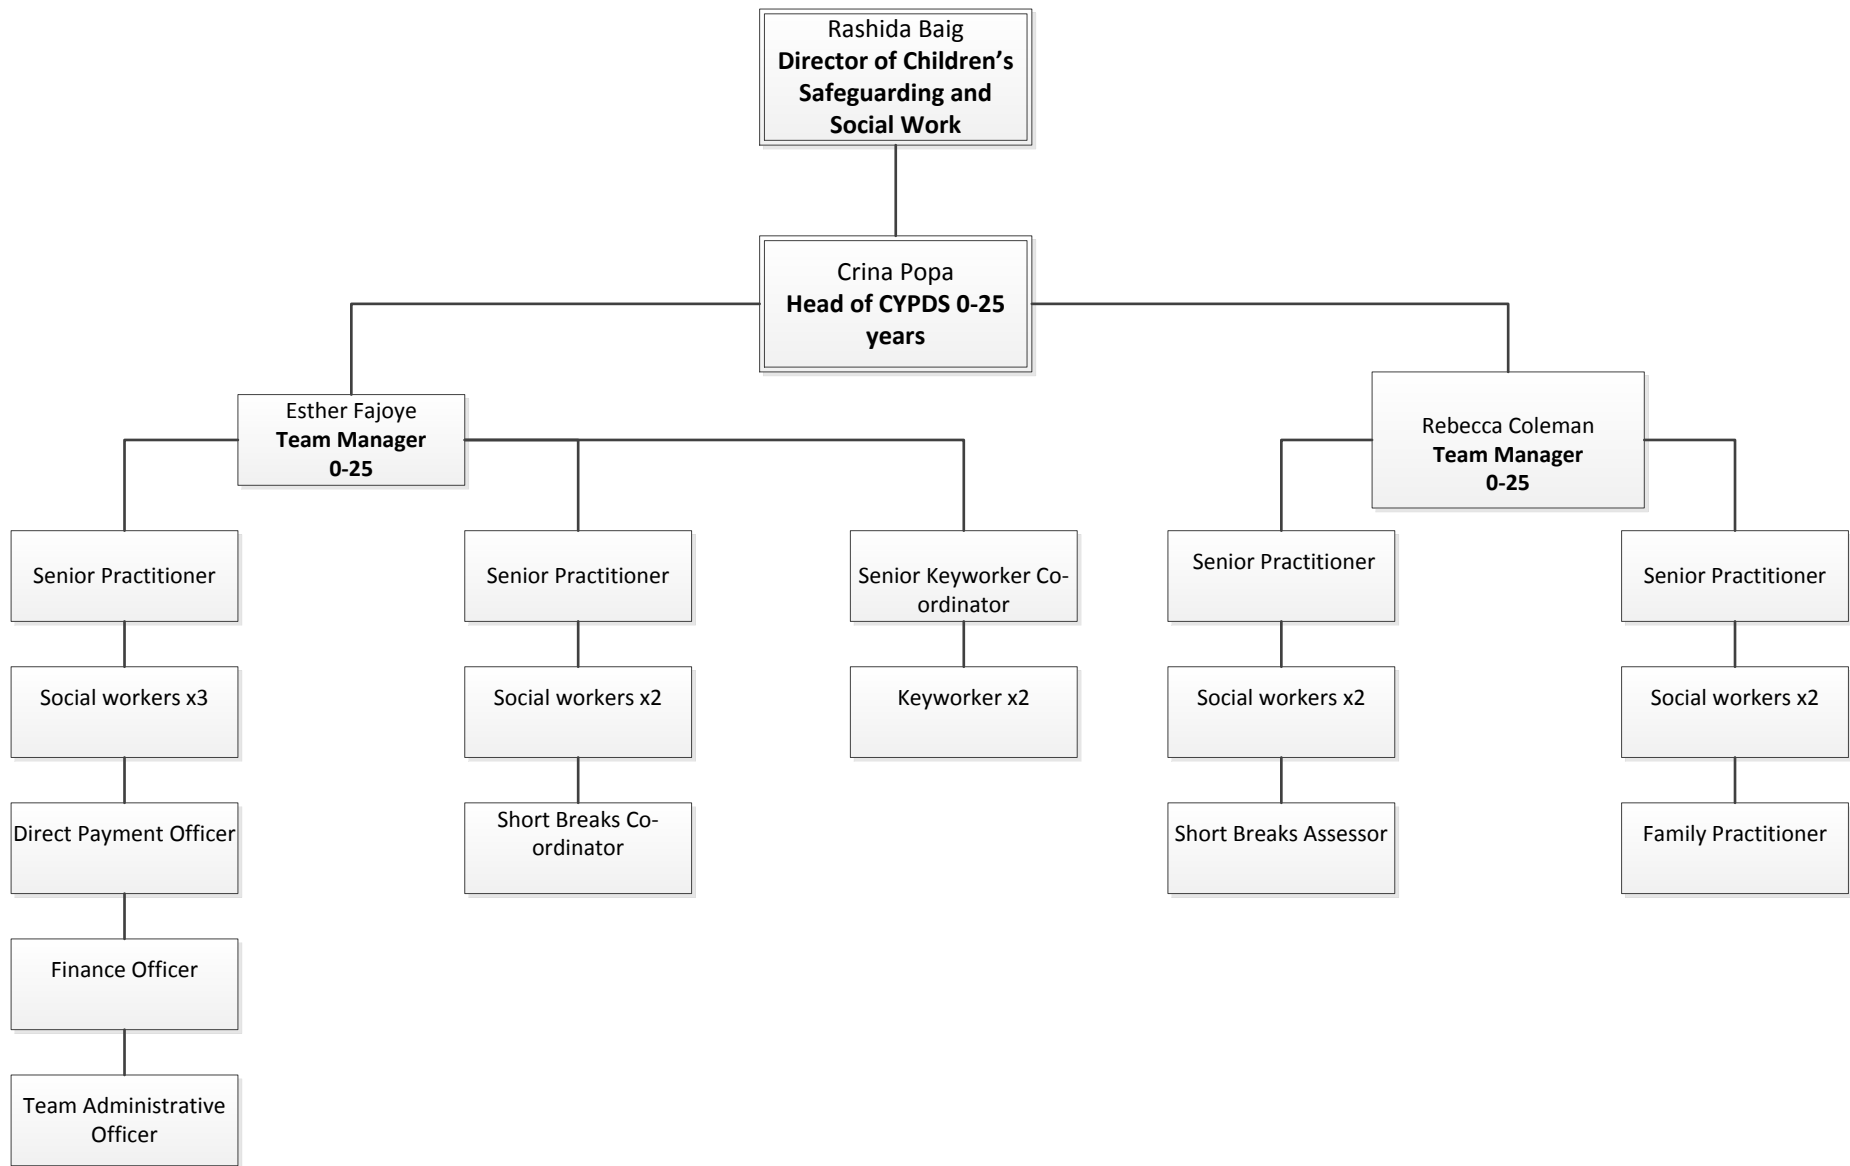 Rashida Baig
Director of Children’s
Safeguarding and
Social Work
Crina Popa
Head of CYPDS 0-25
years
Esther Fajoye
Team Manager
0-25
Rebecca Coleman
Team Manager
0-25
Senior Practitioner
Senior Practitioner
Senior Keyworker Co-
ordinator
Senior Practitioner
Senior Practitioner
Social workers x3
Social workers x2
Keyworker x2
Social workers x2
Social workers x2
Direct Payment Officer
Short Breaks Co-
ordinator
Short Breaks Assessor
Family Practitioner
Finance Officer
Team Administrative
Officer